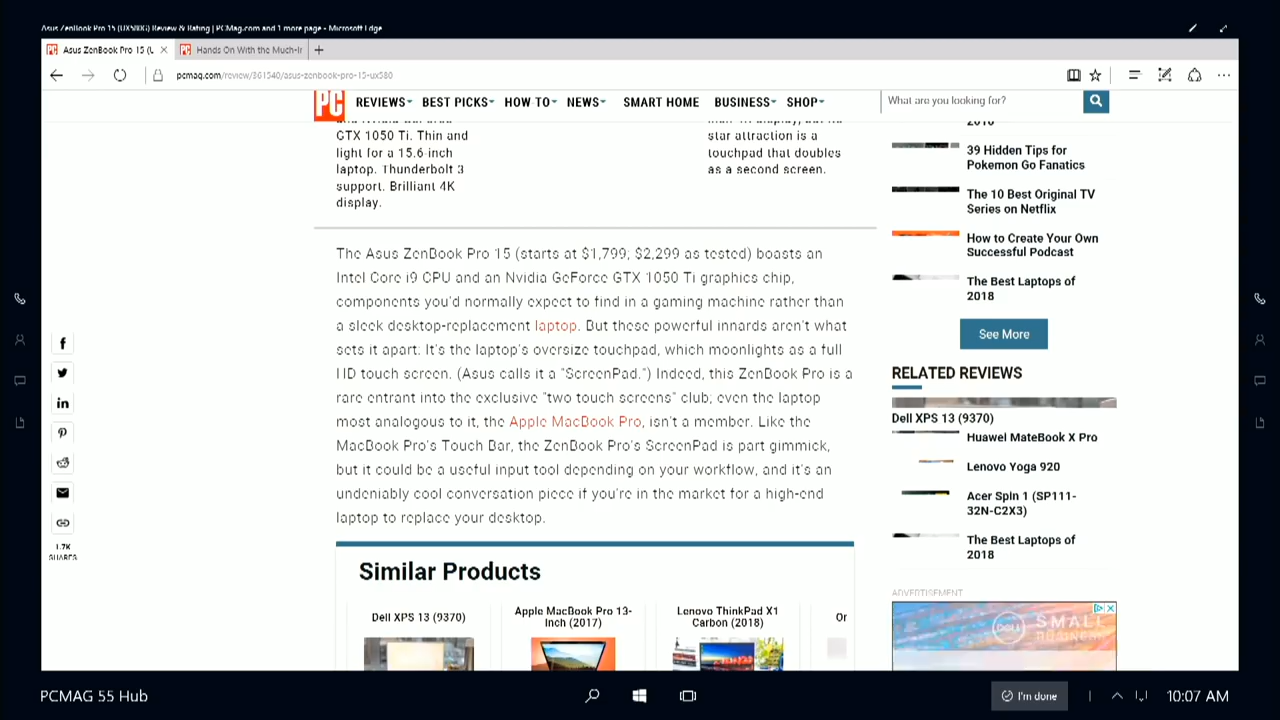 Asus ZenBook Pro 15 (UX580G) Review & Rating | PCMag.com and 1 more page - Microsoft Edge
Asus ZenBook Pro 15 (U
Hands On With the Much-Ir
pcmag.com/review/361540/asus-zenbook-pro-15-ux580
PC
REVIEWS
BEST PICKS
HOW-TO
NEWS
SMART HOME
BUSINESS
SHOP
What are you looking for?
GTX 1050 Ti. Thin and
light for a 15.6-inch
laptop. Thunderbolt 3
support. Brilliant 4K
display.
star attraction is a
touchpad that doubles
as a second screen.
The Asus ZenBook Pro 15 (starts at $1,799; $2,299 as tested) boasts an
Intel Core i9 CPU and an Nvidia GeForce GTX 1050 Ti graphics chip,
components you'd normally expect to find in a gaming machine rather than
a sleek desktop-replacement laptop. But these powerful innards aren't what
sets it apart: It's the laptop's oversize touchpad, which moonlights as a full
HD touch screen. (Asus calls it a "ScreenPad.") Indeed, this ZenBook Pro is a
rare entrant into the exclusive "two touch screens" club; even the laptop
most analogous to it, the Apple MacBook Pro, isn't a member. Like the
MacBook Pro's Touch Bar, the ZenBook Pro's ScreenPad is part gimmick,
but it could be a useful input tool depending on your workflow, and it's an
undeniably cool conversation piece if you're in the market for a high-end
laptop to replace your desktop.
1.7K
SHARES
Similar Products
Dell XPS 13 (9370)
Apple MacBook Pro 13-
Inch (2017)
Lenovo ThinkPad X1
Carbon (2018)
Or
2018
39 Hidden Tips for
Pokemon Go Fanatics
The 10 Best Original TV
Series on Netflix
How to Create Your Own
Successful Podcast
The Best Laptops of
2018
See More
RELATED REVIEWS
Dell XPS 13 (9370)
Huawei MateBook X Pro
Lenovo Yoga 920
Acer Spin 1 (SP111-
32N-C2X3)
The Best Laptops of
2018
ADVERTISEMENT
DELL
SMALL
BUSINESS
PCMAG 55 Hub
I'm done
10:07 AM